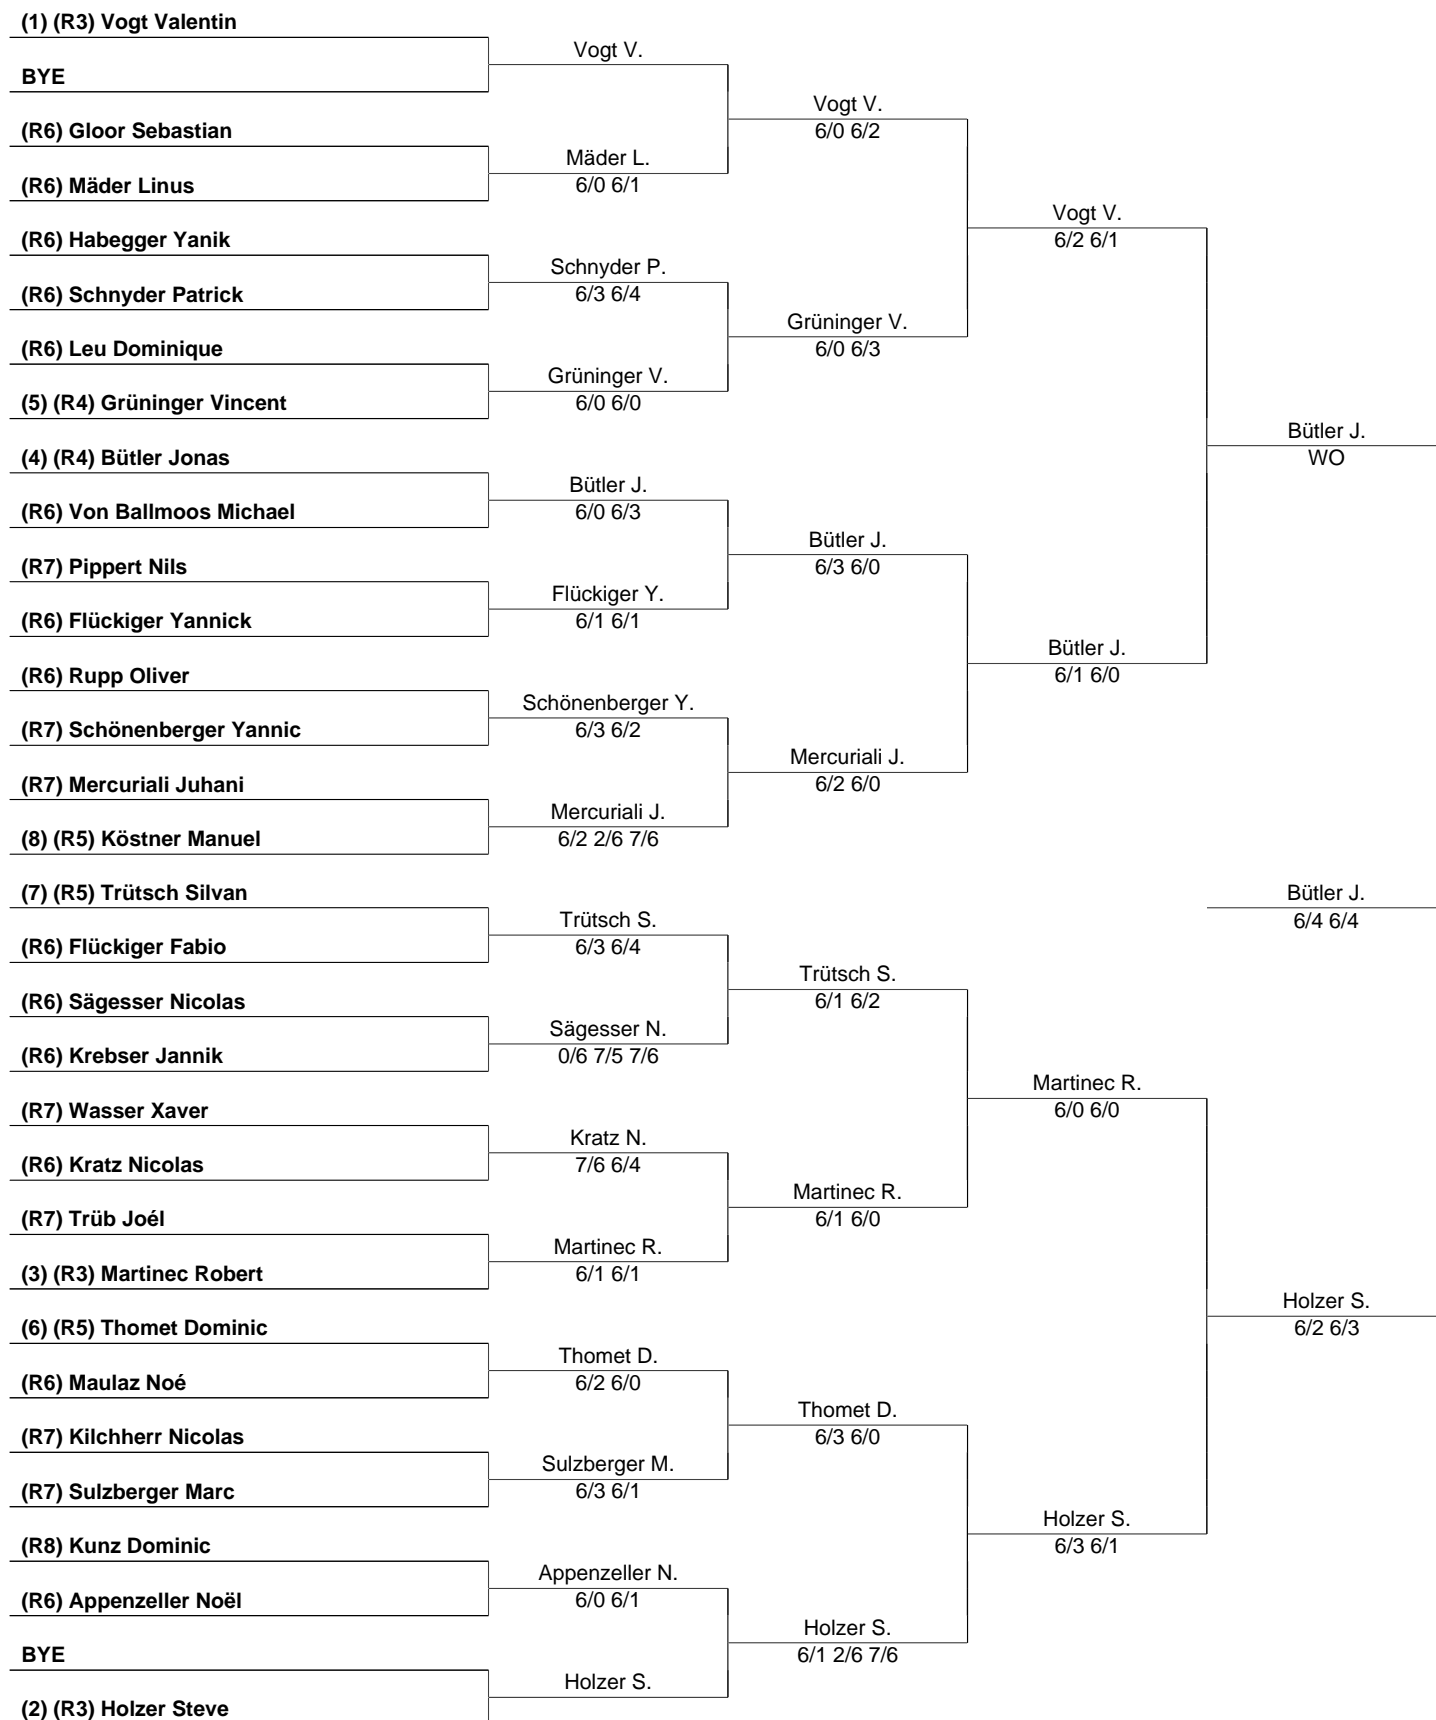 (1) (R3) Vogt Valentin
BYE
(R6) Gloor Sebastian
(R6) Mäder Linus
(R6) Habegger Yanik
(R6) Schnyder Patrick
(R6) Leu Dominique
(5) (R4) Grüninger Vincent
(4) (R4) Bütler Jonas
(R6) Von Ballmoos Michael
(R7) Pippert Nils
(R6) Flückiger Yannick
(R6) Rupp Oliver
(R7) Schönenberger Yannic
(R7) Mercuriali Juhani
(8) (R5) Köstner Manuel
(7) (R5) Trütsch Silvan
(R6) Flückiger Fabio
(R6) Sägesser Nicolas
(R6) Krebser Jannik
(R7) Wasser Xaver
(R6) Kratz Nicolas
(R7) Trüb Joél
(3) (R3) Martinec Robert
(6) (R5) Thomet Dominic
(R6) Maulaz Noé
(R7) Kilchherr Nicolas
(R7) Sulzberger Marc
(R8) Kunz Dominic
(R6) Appenzeller Noël
BYE
(2) (R3) Holzer Steve
Vogt V.
Mäder L.
6/0 6/1
Schnyder P.
6/3 6/4
Grüninger V.
6/0 6/0
Bütler J.
6/0 6/3
Flückiger Y.
6/1 6/1
Schönenberger Y.
6/3 6/2
Mercuriali J.
6/2 2/6 7/6
Trütsch S.
6/3 6/4
Sägesser N.
0/6 7/5 7/6
Kratz N.
7/6 6/4
Martinec R.
6/1 6/1
Thomet D.
6/2 6/0
Sulzberger M.
6/3 6/1
Appenzeller N.
6/0 6/1
Holzer S.
Vogt V.
6/0 6/2
Grüninger V.
6/0 6/3
Bütler J.
6/3 6/0
Mercuriali J.
6/2 6/0
Trütsch S.
6/1 6/2
Martinec R.
6/1 6/0
Thomet D.
6/3 6/0
Holzer S.
6/1 2/6 7/6
Vogt V.
6/2 6/1
Bütler J.
6/1 6/0
Martinec R.
6/0 6/0
Holzer S.
6/3 6/1
Bütler J.
WO
Bütler J.
6/4 6/4
Holzer S.
6/2 6/3